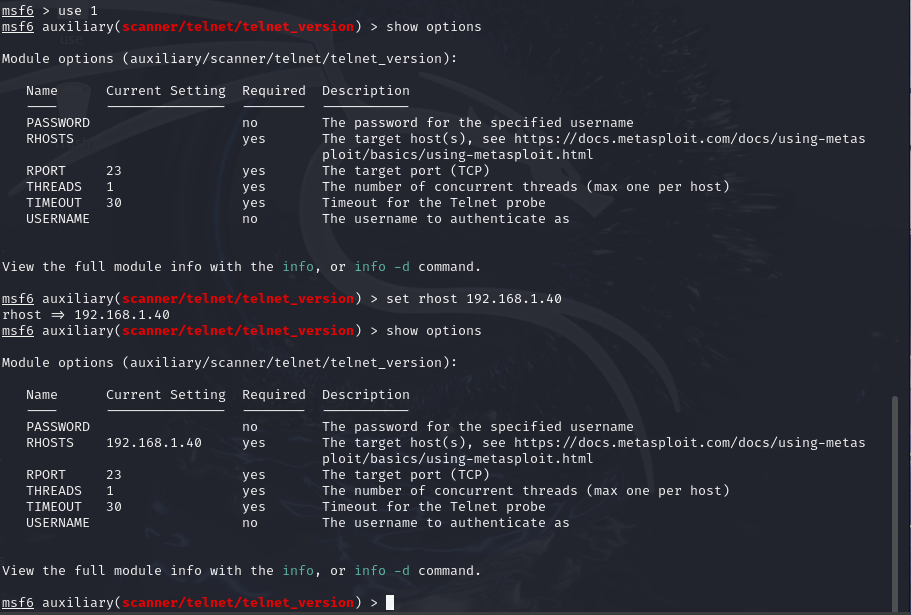 msf6 > use 1
msf6 auxiliary(scanner/telnet/telnet_version) > show options
Module options (auxiliary/scanner/telnet/telnet_version):
Name Current Setting Required Description
PASSWORD no The password for the specified username
RHOSTS yes The target host(s), see https://docs.metasploit.com/docs/using-metas
ploit/basics/using-metasploit.html
RPORT 23 yes The target port (TCP)
THREADS 1 yes The number of concurrent threads (max one per host)
TIMEOUT 30 yes Timeout for the Telnet probe
USERNAME no The username to authenticate as
View the full module info with the info, or info -d command.
msf6 auxiliary(scanner/telnet/telnet_version) > set rhost 192.168.1.40
rhost => 192.168.1.40
msf6 auxiliary(scanner/telnet/telnet_version) > show options
Module options (auxiliary/scanner/telnet/telnet_version):
Name Current Setting Required Description
PASSWORD no The password for the specified username
RHOSTS 192.168.1.40 yes The target host(s), see https://docs.metasploit.com/docs/using-metas
ploit/basics/using-metasploit.html
RPORT 23 yes The target port (TCP)
THREADS 1 yes The number of concurrent threads (max one per host)
TIMEOUT 30 yes Timeout for the Telnet probe
USERNAME no The username to authenticate as
View the full module info with the info, or info -d command.
msf6 auxiliary(scanner/telnet/telnet_version) >